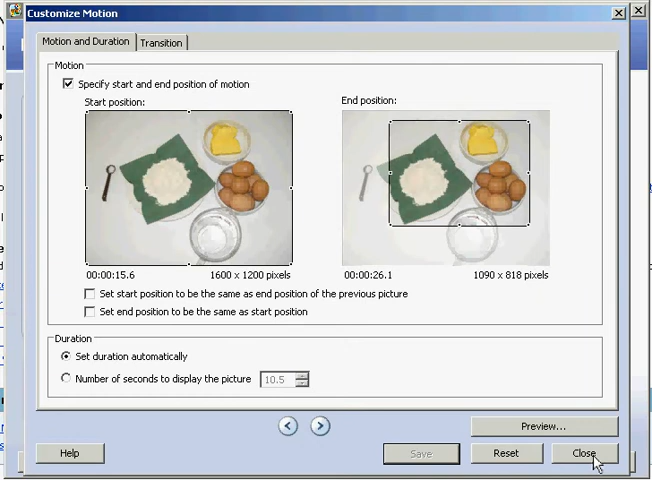 Customize Motion
Motion and Duration
Transition
Motion
Specify start and end position of motion
Start position:
End position:
00:00:15.6
1600 x 1200 pixels
00:00:26.1
1090 x 818 pixels
Set start position to be the same as end position of the previous picture
Set end position to be the same as start position
Duration
Set duration automatically
Number of seconds to display the picture
10.5
Preview...
Help
Save
Reset
Close